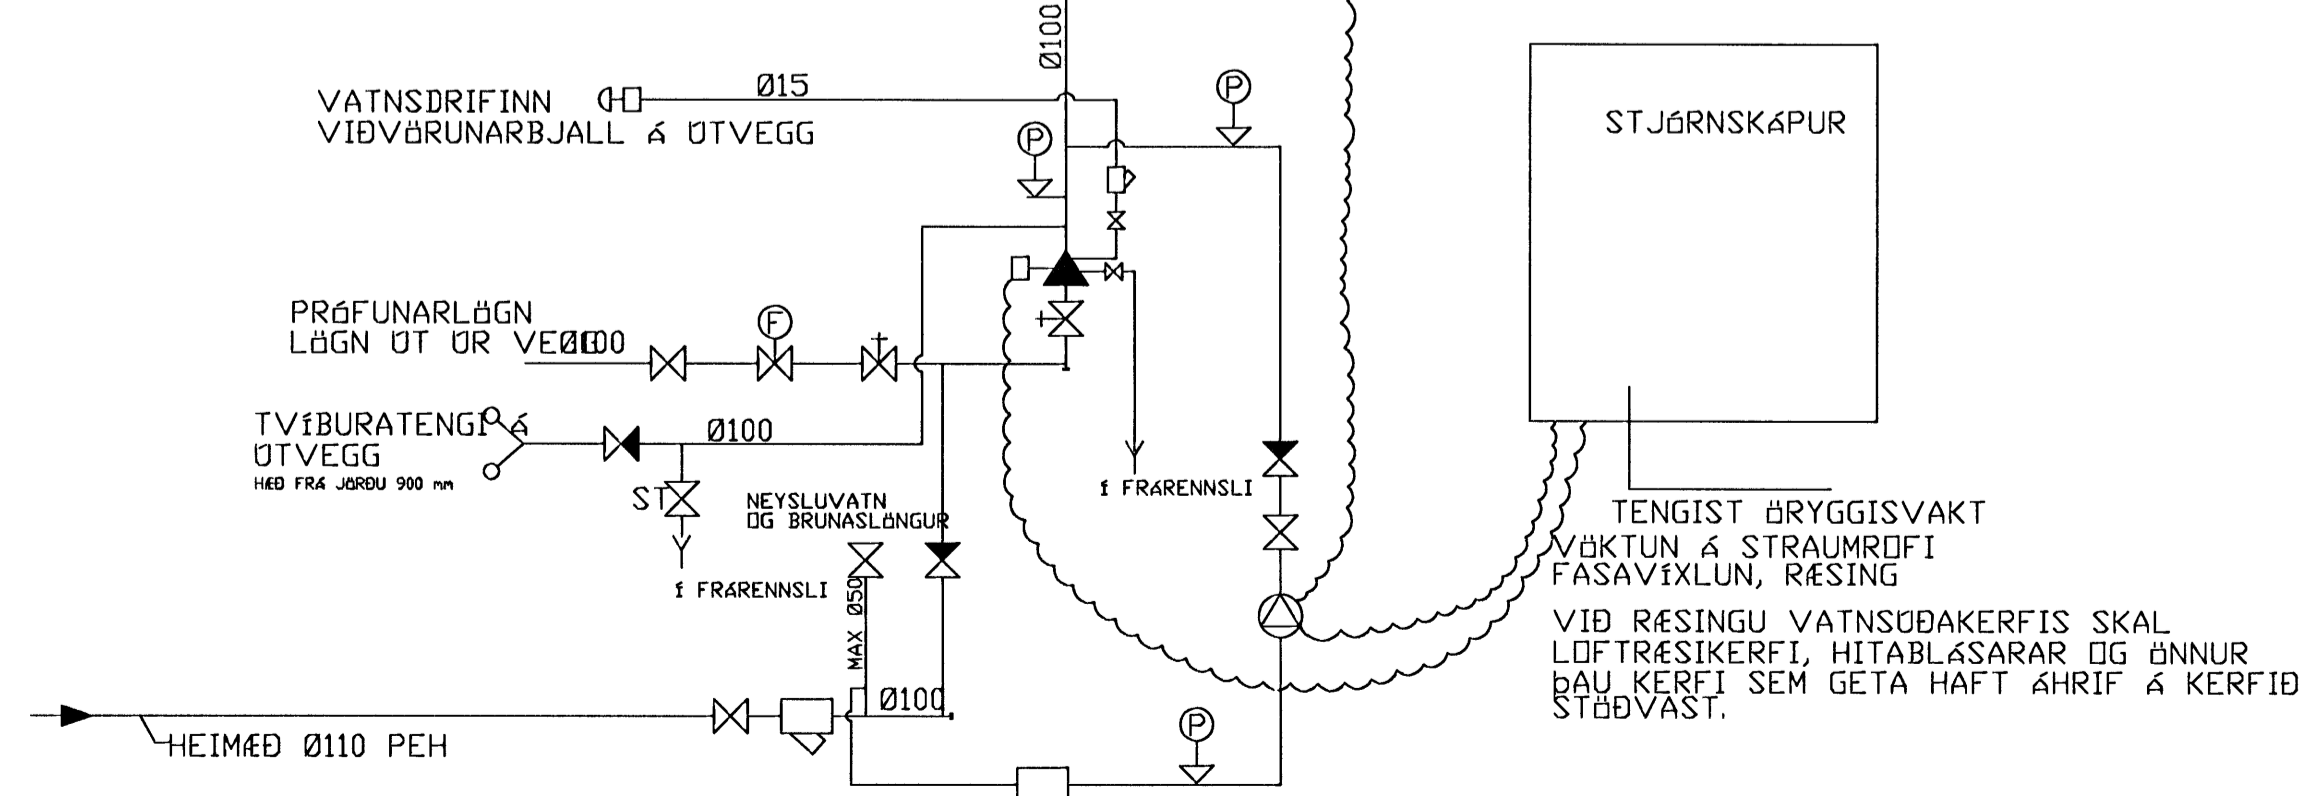 Ø100
Ø15
VATNSDRIFINN
VIÐVÖRUNARBJALL Á ÚTVEGG
P
P
STJÓRNSKÁPUR
PRÓFUNARLÖGN
LÖGN ÚT ÚR VEGG Ø100
F
TVÍBURATENGI Á
ÚTVEGG
HÆÐ FRÁ JÖRÐU 900 mm
Ø100
ST
Í FRÁRENNSLI
NEYSLUVATN
OG BRUNASLÖNGUR
MAX Ø50
Í FRÁRENNSLI
TENGIST ÖRYGGISVAKT
VÖKTUN Á STRAUMROFI
FASAVÍXLUN, RÆSING
VIÐ RÆSINGU VATNSÚÐAKERFIS SKAL
LOFTRÆSIKERFI, HITABLÁSARAR OG ÖNNUR
ÞAU KERFI SEM GETA HAFT ÁHRIF Á KERFIÐ
STÖÐVAST.
Ø100
P
HEIMÆÐ Ø110 PEH